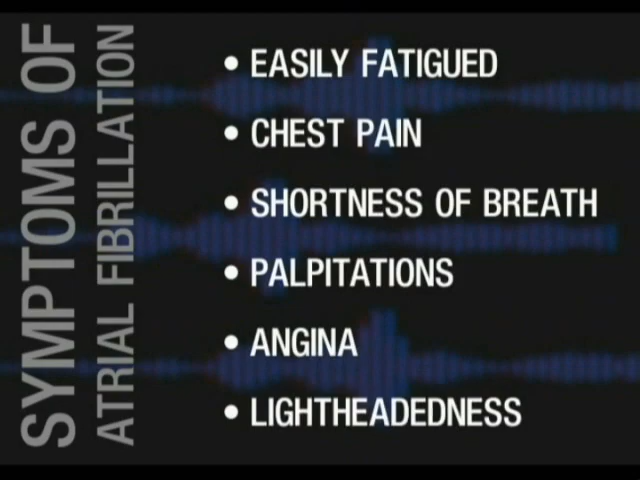 SYMPTOMS OF
ATRIAL FIBRILLATION
• EASILY FATIGUED
• CHEST PAIN
• SHORTNESS OF BREATH
• PALPITATIONS
• ANGINA
• LIGHTHEADEDNESS